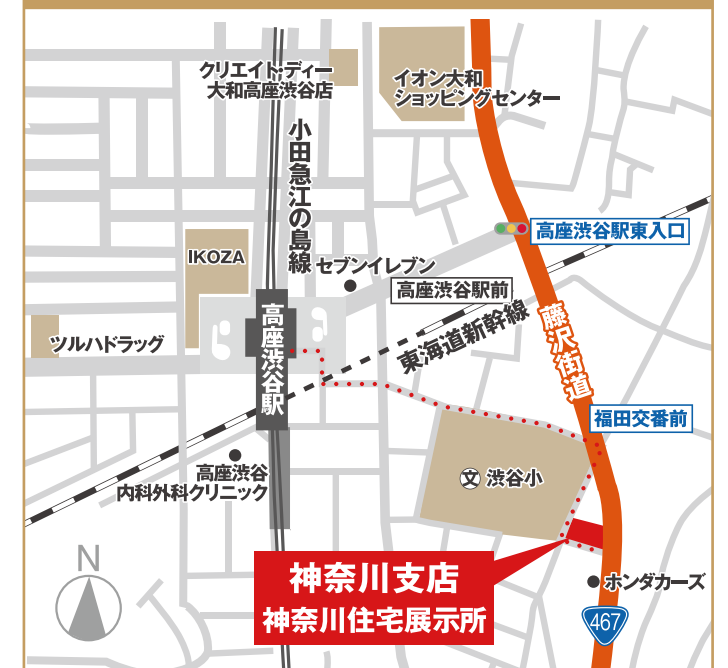 クリエイト・ディー
大和高座渋谷店
イオン大和
ショッピングセンター
小田急江の島線
高座渋谷駅東入口
IKOZA
セブンイレブン
高座渋谷駅前
東海道新幹線
藤沢街道
ツルハドラッグ
高座渋谷駅
福田交番前
高座渋谷
内科外科クリニック
文 渋谷小
N
神奈川支店
神奈川住宅展示所
ホンダカーズ
467